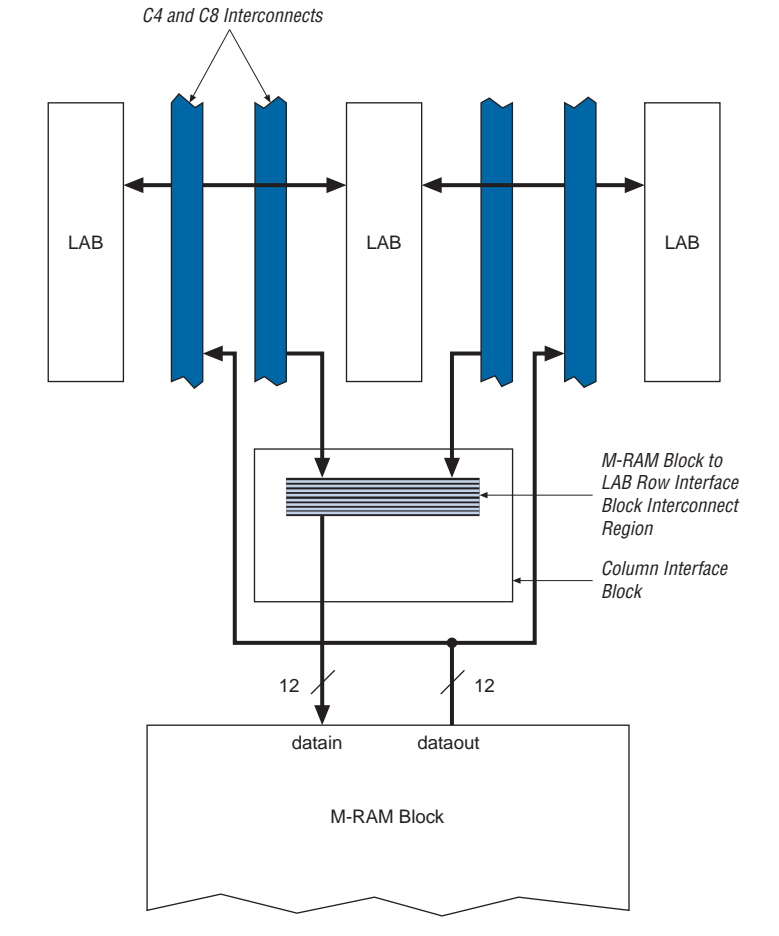 C4 and C8 Interconnects
LAB
LAB
LAB
M-RAM Block to
LAB Row Interface
Block Interconnect
Region
Column Interface
Block
12
12
datain
dataout
M-RAM Block